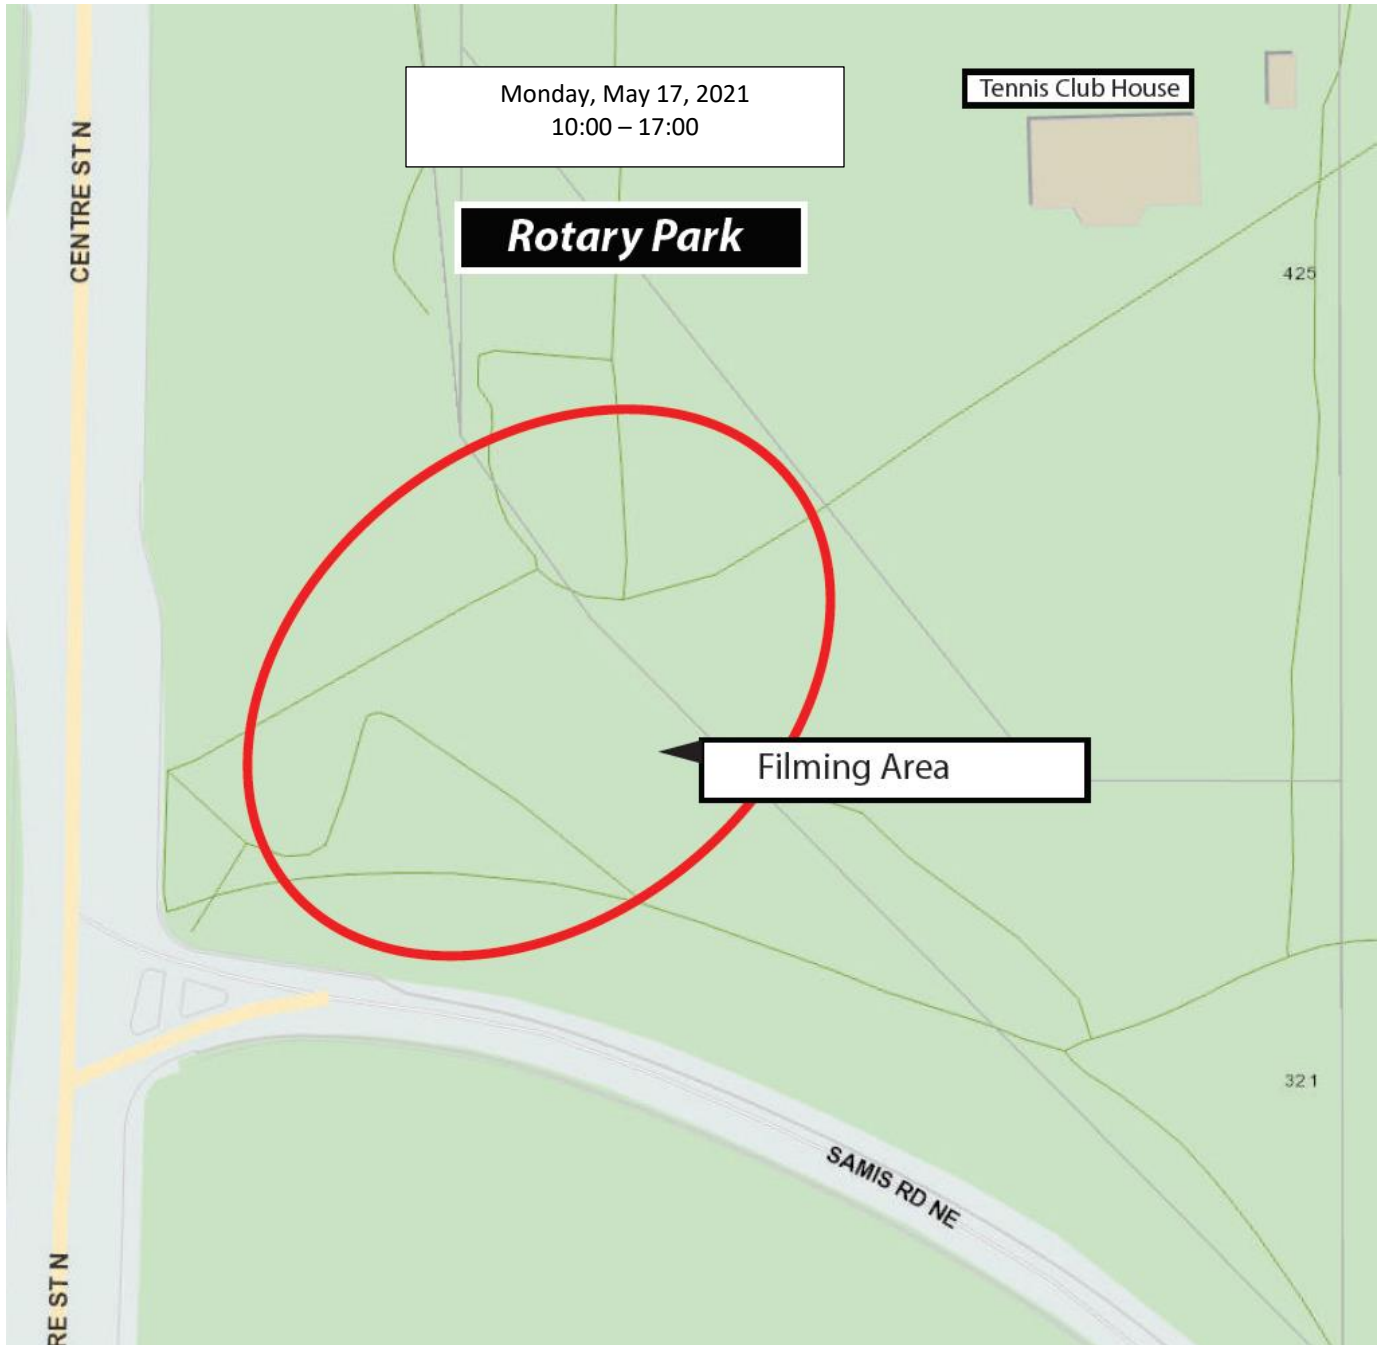 Monday, May 17, 2021
10:00 – 17:00
Tennis Club House
CENTRE ST N
Rotary Park
425
Filming Area
321
SAMIS RD NE
RE ST N